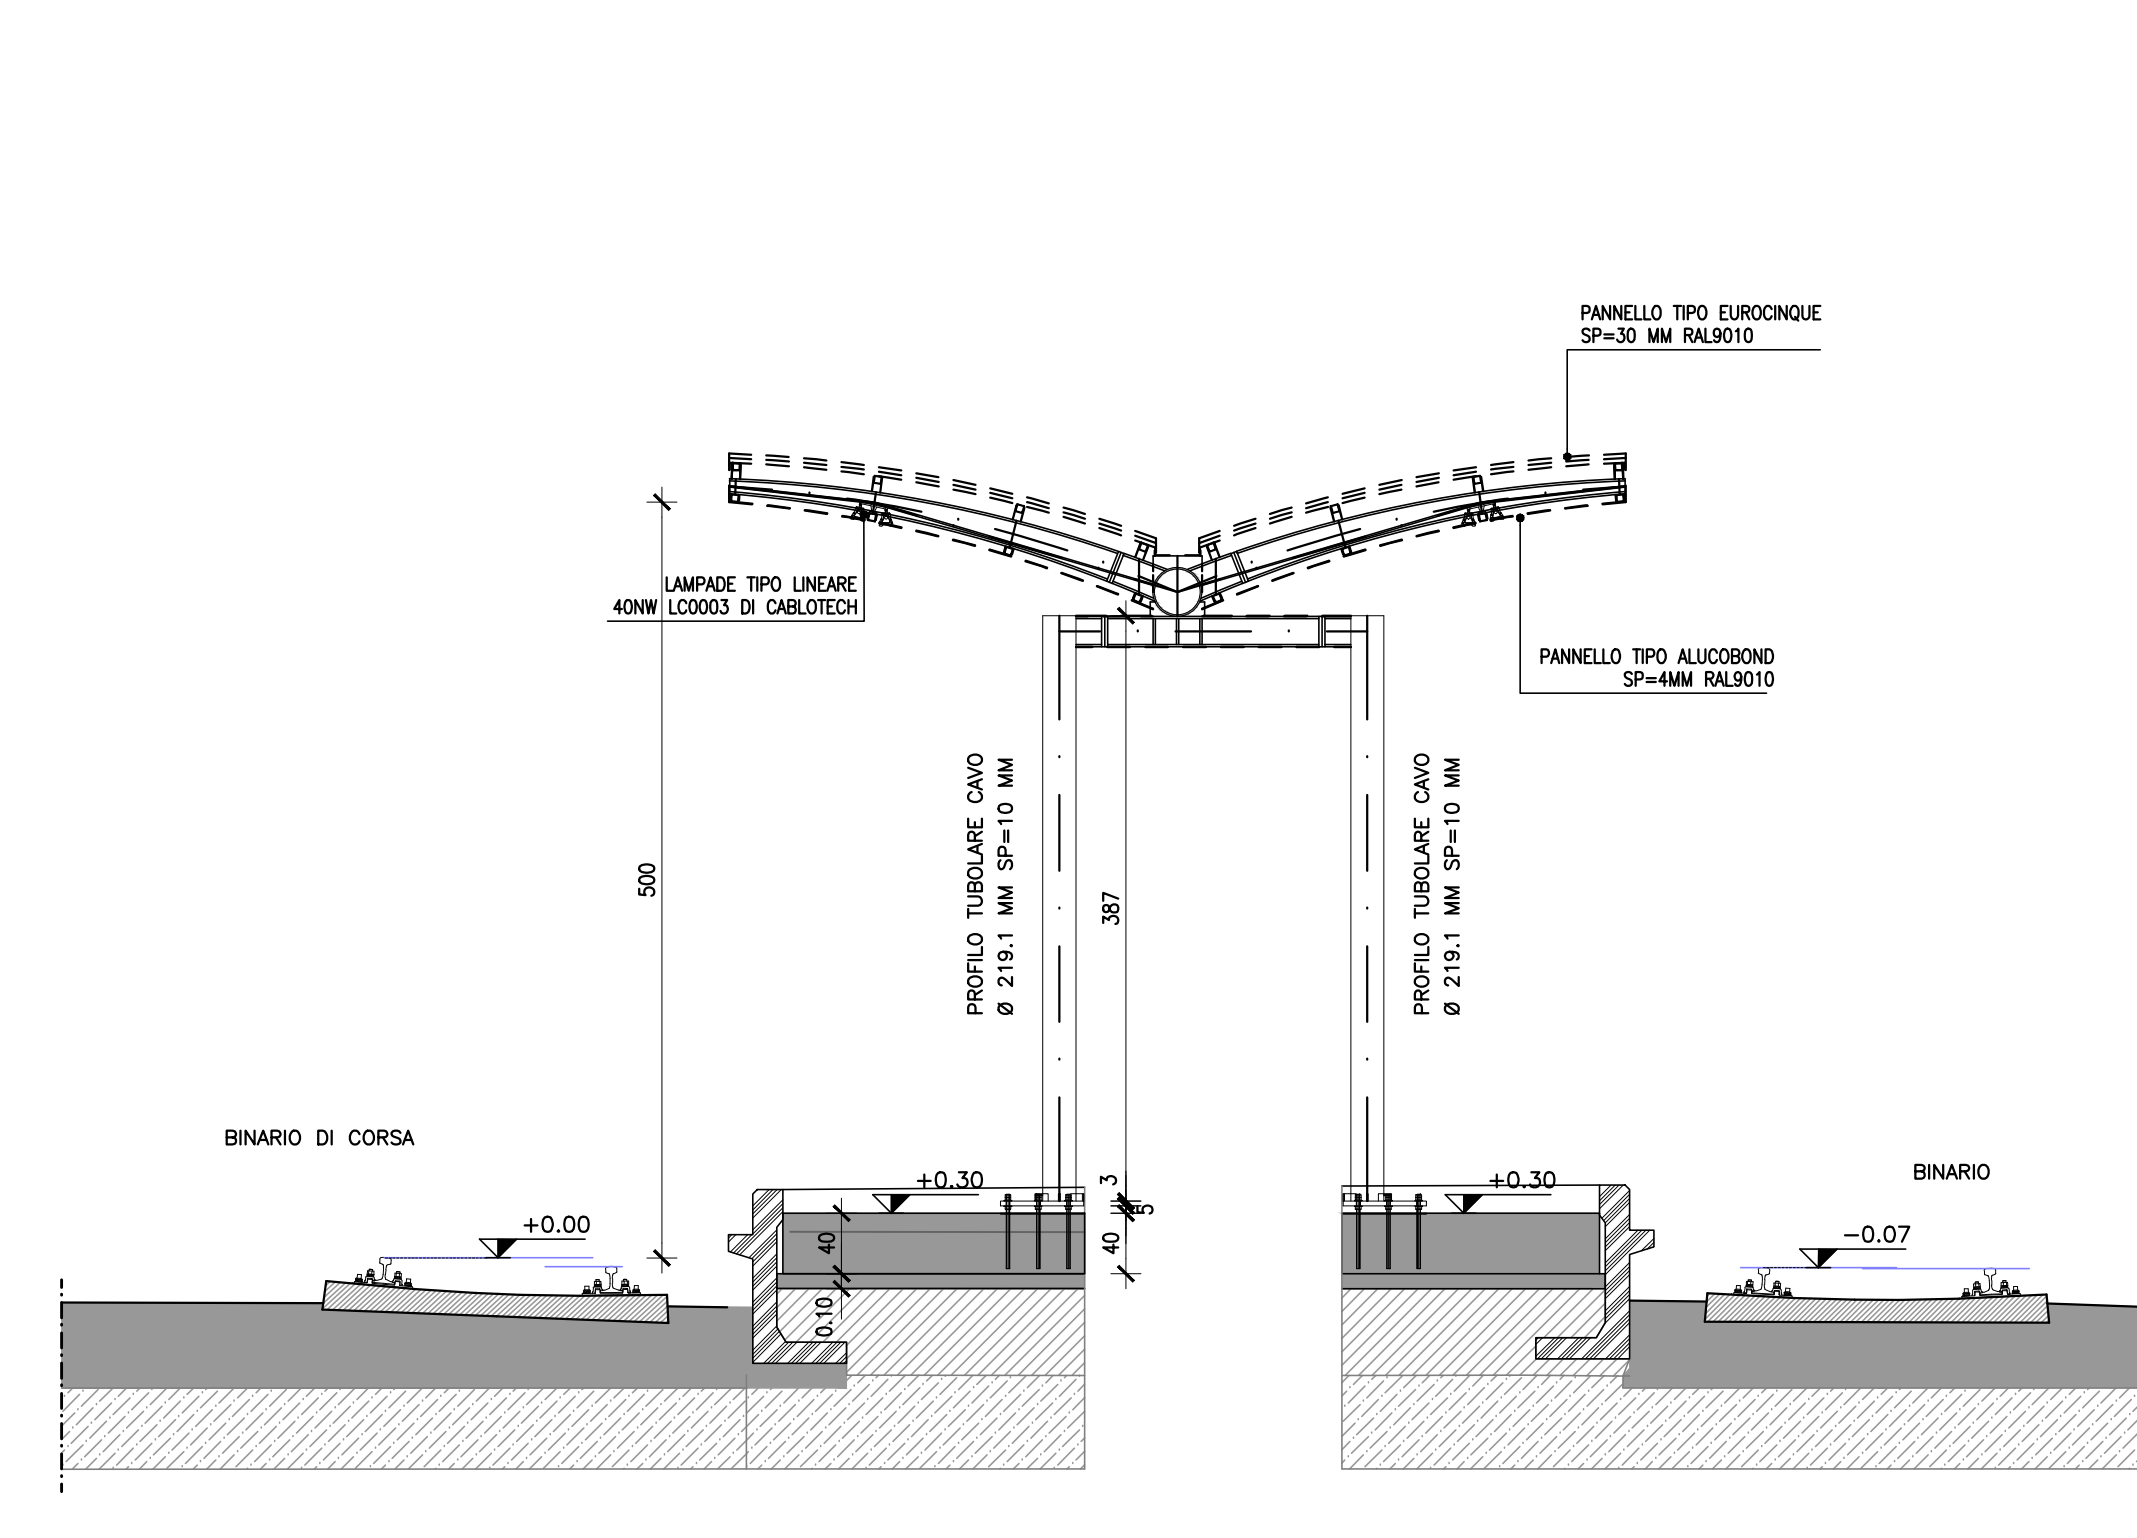 PANNELLO TIPO EUROCINQUE
SP=30 MM RAL9010
LAMPADE TIPO LINEARE
40NW LC0003 DI CABLOTECH
PANNELLO TIPO ALUCOBOND
SP=4MM RAL9010
PROFILO TUBOLARE CAVO
Ø 219.1 MM SP=10 MM
PROFILO TUBOLARE CAVO
Ø 219.1 MM SP=10 MM
500
387
BINARIO DI CORSA
BINARIO
+0.30
3
+0.30
5
+0.00
-0.07
40
40
0.10